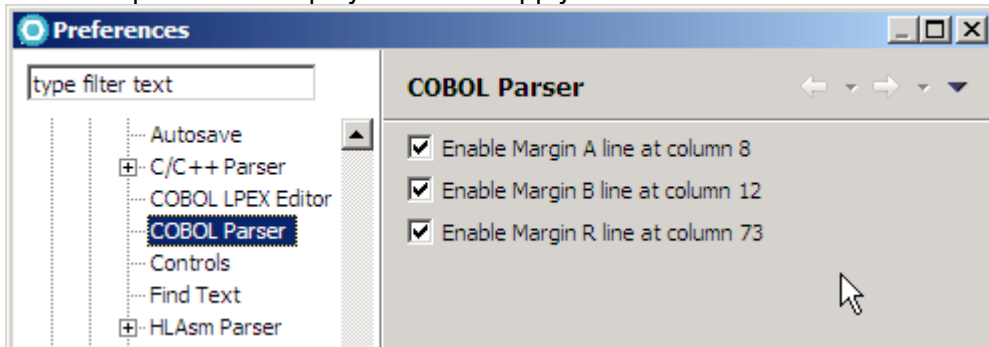 Preferences
type filter text
COBOL Parser
Autosave
C/C++ Parser
COBOL LPEX Editor
COBOL Parser
Controls
Find Text
HLAsm Parser
Enable Margin A line at column 8
Enable Margin B line at column 12
Enable Margin R line at column 73